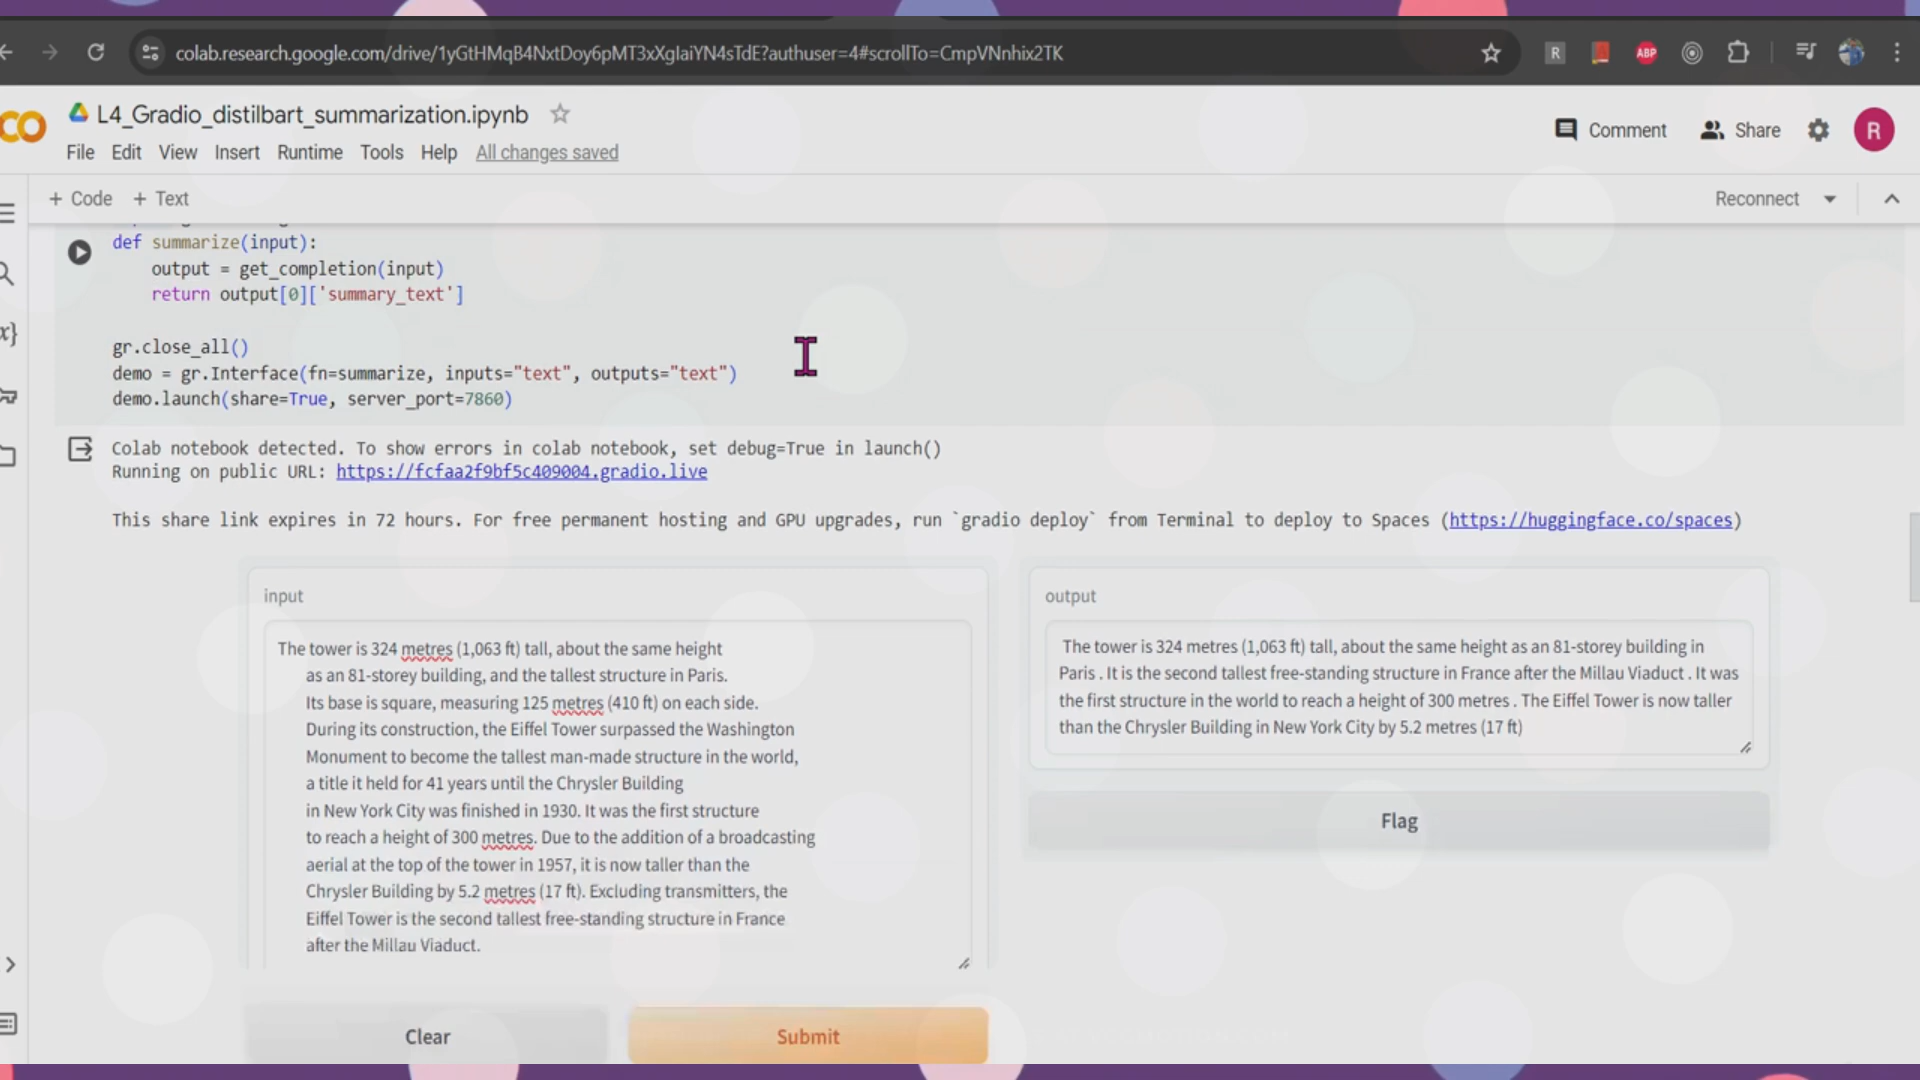 colab.research.google.com/drive/1yGtHMqB4NxtDoy6pMT3xXgIaiYN4sTdE?authuser=4#scrollTo=CmpVNnhix2TK
R
ABP
CO
L4_Gradio_distilbart_summarization.ipynb
Comment
Share
R
File Edit View Insert Runtime Tools Help All changes saved
+ Code + Text
Reconnect
def summarize(input):
output = get_completion(input)
return output[0]['summary_text']
gr.close_all()
demo = gr.Interface(fn=summarize, inputs="text", outputs="text")
demo.launch(share=True, server_port=7860)
Colab notebook detected. To show errors in colab notebook, set debug=True in launch()
Running on public URL: https://fcfaa2f9bf5c409004.gradio.live
This share link expires in 72 hours. For free permanent hosting and GPU upgrades, run `gradio deploy` from Terminal to deploy to Spaces (https://huggingface.co/spaces)
input
The tower is 324 metres (1,063 ft) tall, about the same height
as an 81-storey building, and the tallest structure in Paris.
Its base is square, measuring 125 metres (410 ft) on each side.
During its construction, the Eiffel Tower surpassed the Washington
Monument to become the tallest man-made structure in the world,
a title it held for 41 years until the Chrysler Building
in New York City was finished in 1930. It was the first structure
to reach a height of 300 metres. Due to the addition of a broadcasting
aerial at the top of the tower in 1957, it is now taller than the
Chrysler Building by 5.2 metres (17 ft). Excluding transmitters, the
Eiffel Tower is the second tallest free-standing structure in France
after the Millau Viaduct.
Clear
Submit
output
The tower is 324 metres (1,063 ft) tall, about the same height as an 81-storey building in
Paris . It is the second tallest free-standing structure in France after the Millau Viaduct . It was
the first structure in the world to reach a height of 300 metres . The Eiffel Tower is now taller
than the Chrysler Building in New York City by 5.2 metres (17 ft)
Flag